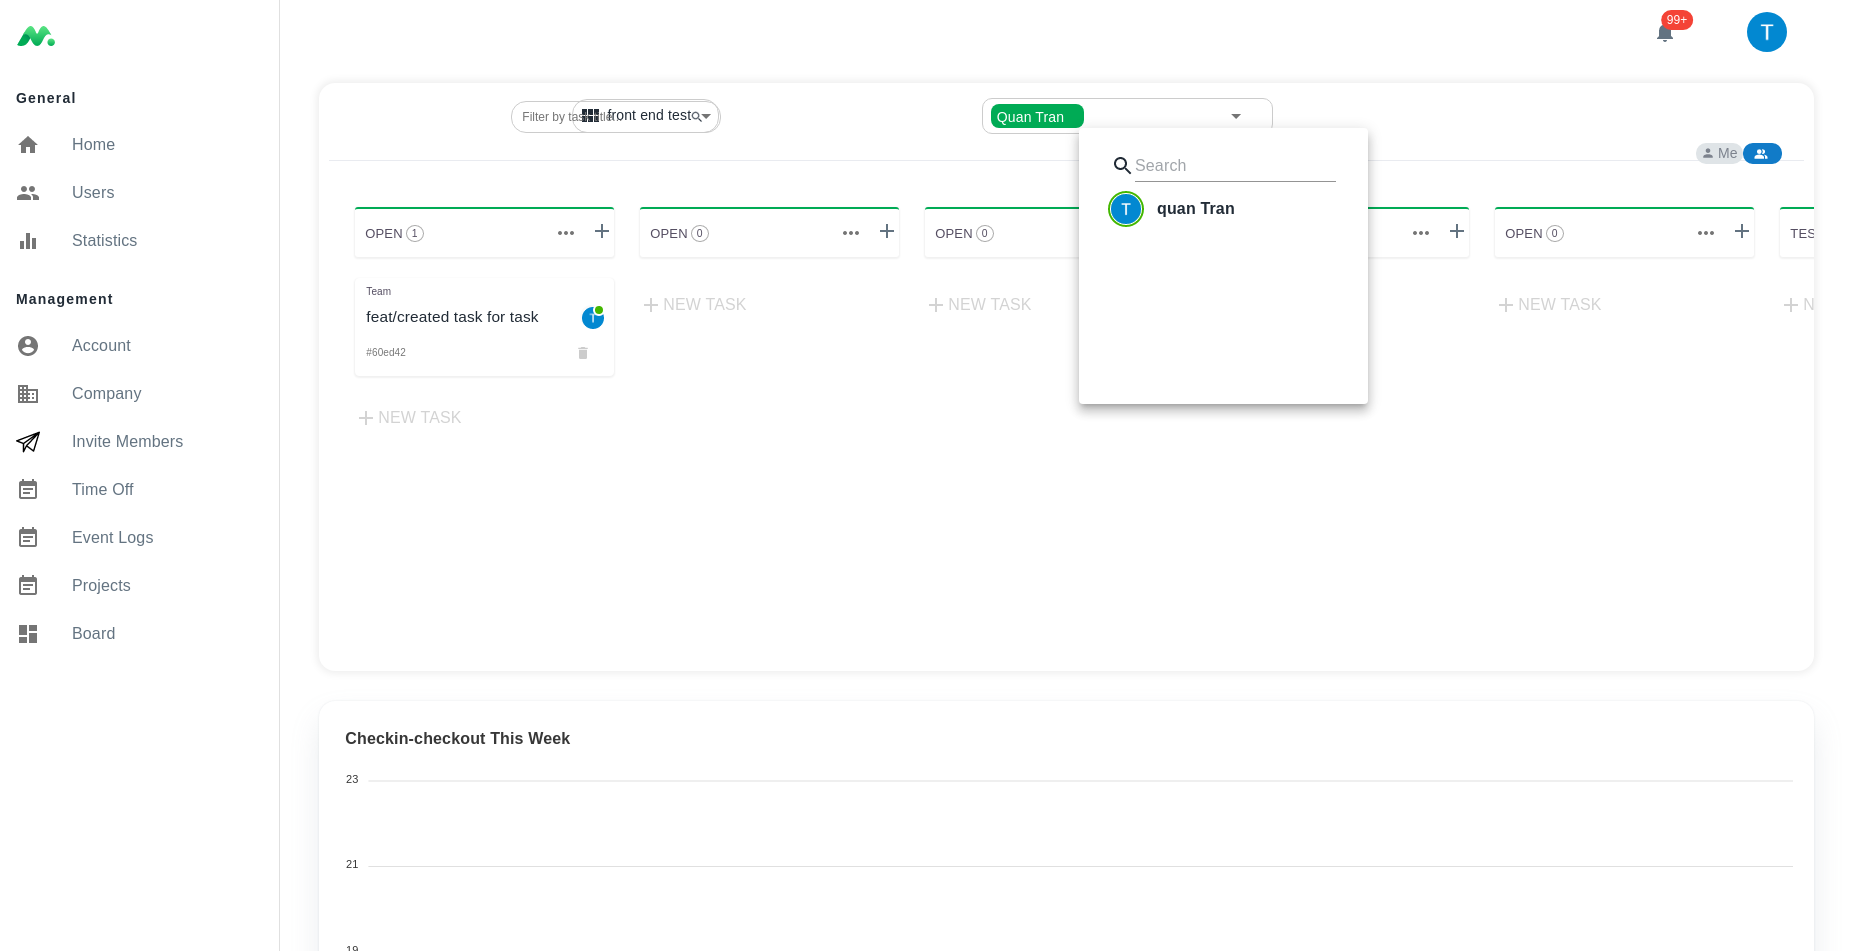 99+
T
General
Home
Users
Statistics
Management
Account
Company
Invite Members
Time Off
Event Logs
Projects
Board
Filter by task title...
front end test
Quan Tran
Me
Search
T quan Tran
OPEN 1
OPEN 0
OPEN 0
OPEN 0
TES
Team
feat/created task for task
T
#60ed42
NEW TASK
NEW TASK
NEW TASK
NEW TASK
N
Checkin-checkout This Week
23
21
19